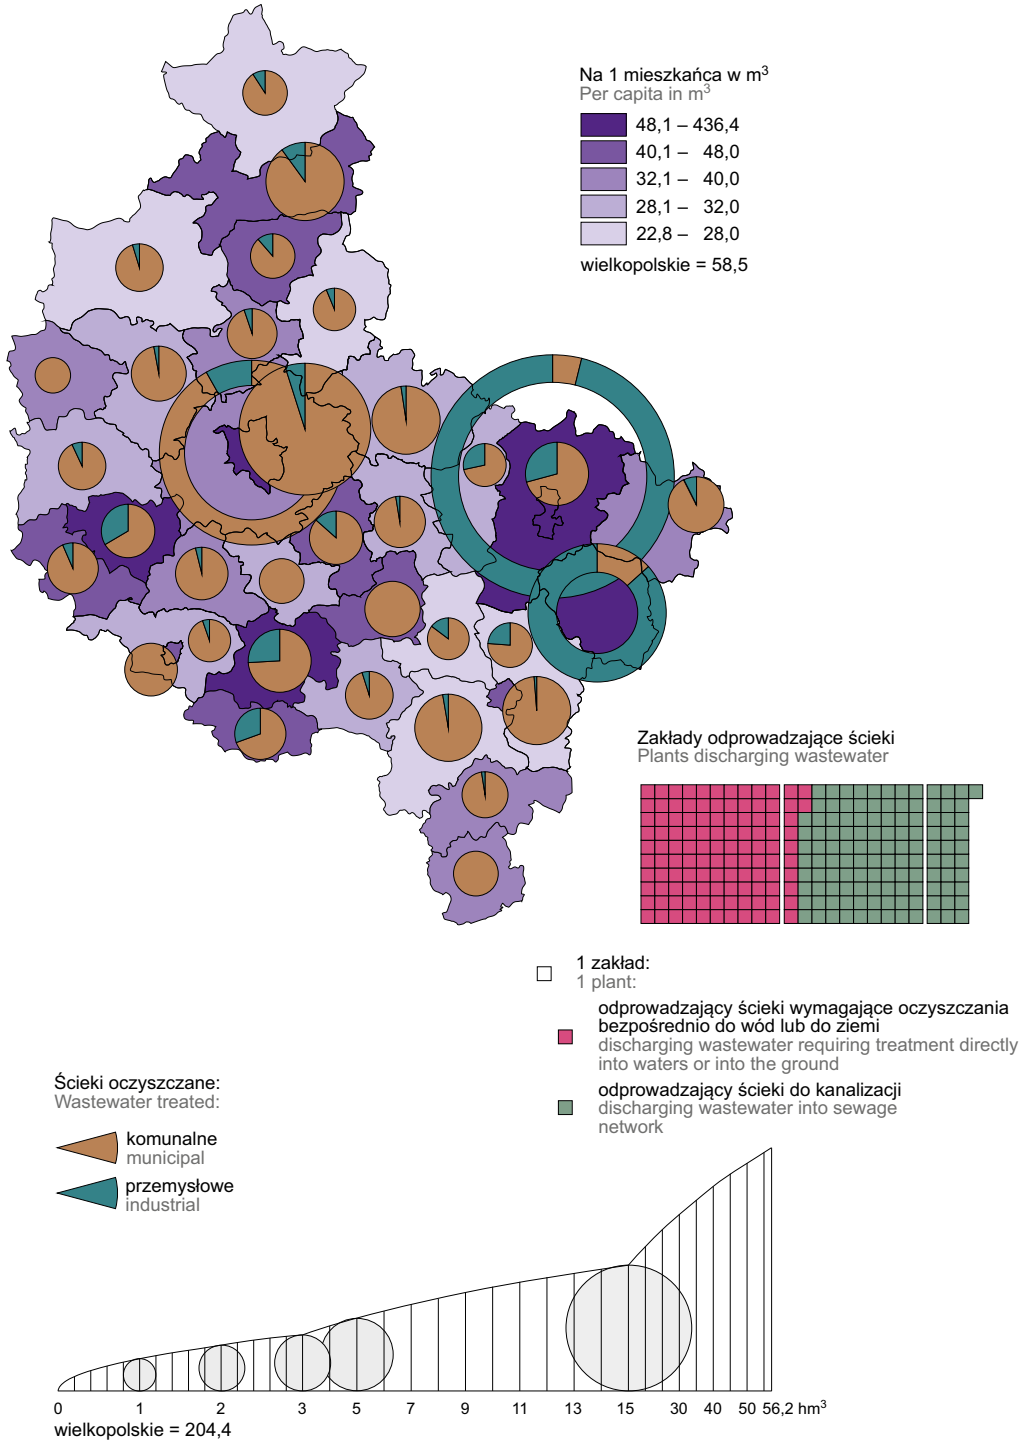 Na 1 mieszkańca w m³
Per capita in m³
48,1 – 436,4
40,1 – 48,0
32,1 – 40,0
28,1 – 32,0
22,8 – 28,0
wielkopolskie = 58,5
Zakłady odprowadzające ścieki
Plants discharging wastewater
1 zakład:
1 plant:
odprowadzający ścieki wymagające oczyszczania
bezpośrednio do wód lub do ziemi
discharging wastewater requiring treatment directly
into waters or into the ground
odprowadzający ścieki do kanalizacji
discharging wastewater into sewage
network
Ścieki oczyszczane:
Wastewater treated:
komunalne
municipal
przemysłowe
industrial
0 1 2 3 5 7 9 11 13 15 30 40 50 56,2 hm³
wielkopolskie = 204,4